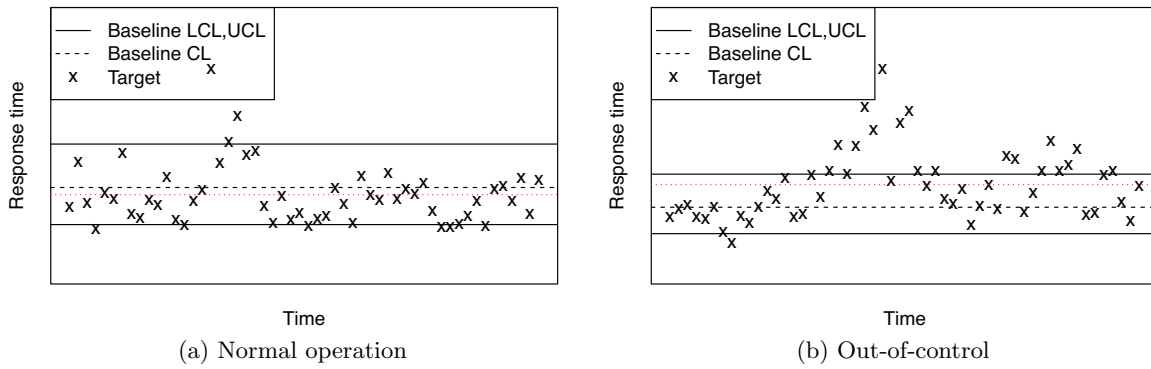 Response time
Baseline LCL,UCL
Baseline CL
x Target
Time
(a) Normal operation
Response time
Baseline LCL,UCL
Baseline CL
x Target
Time
(b) Out-of-control